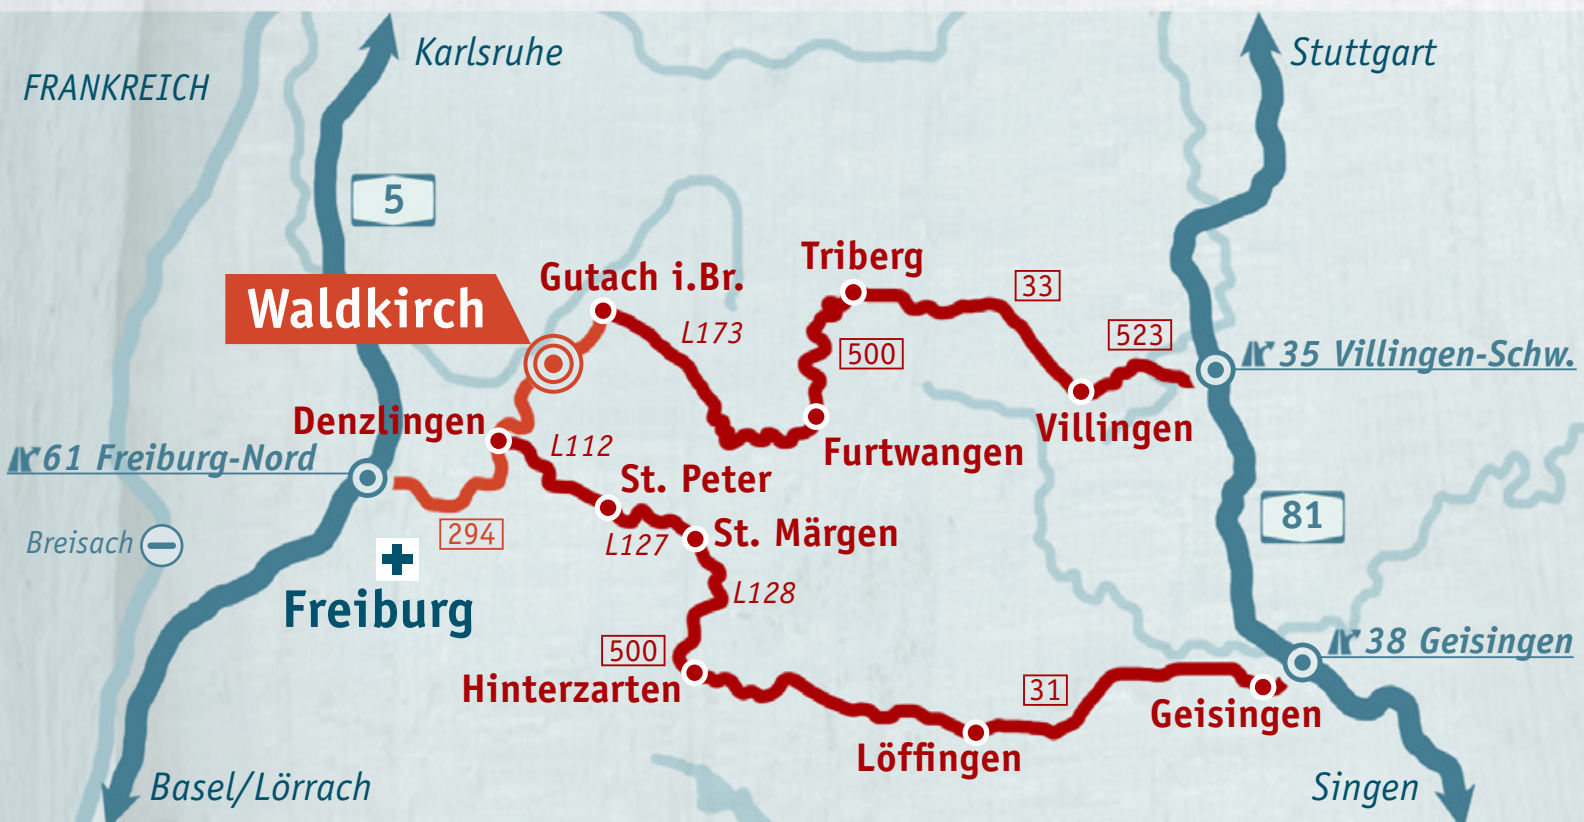 Karlsruhe
Stuttgart
FRANKREICH
5
Triberg
Gutach i.Br.
33
Waldkirch
L173
523
500
35 Villingen-Schw.
Denzlingen
Villingen
L112
Furtwangen
61 Freiburg-Nord
St. Peter
81
294
St. Märgen
Breisach
L127
L128
Freiburg
500
38 Geisingen
Hinterzarten
31
Geisingen
Löffingen
Basel/Lörrach
Singen